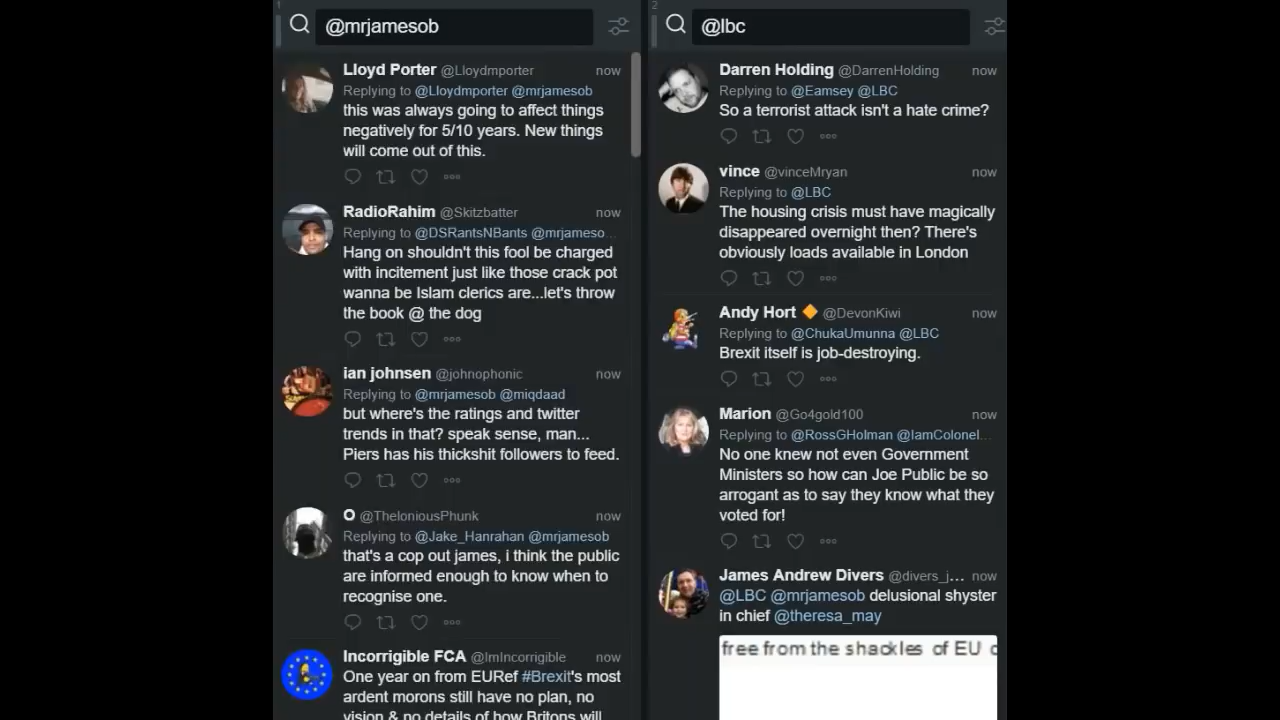 1
@mrjamesob
Lloyd Porter @Lloydmporter now
Replying to @Lloydmporter @mrjamesob
this was always going to affect things
negatively for 5/10 years. New things
will come out of this.
RadioRahim @Skitzbatter now
Replying to @DSRantsNBants @mrjameso...
Hang on shouldn't this fool be charged
with incitement just like those crack pot
wanna be Islam clerics are...let's throw
the book @ the dog
ian johnsen @johnophonic now
Replying to @mrjamesob @miqdaad
but where's the ratings and twitter
trends in that? speak sense, man...
Piers has his thickshit followers to feed.
O @TheloniousPhunk now
Replying to @Jake_Hanrahan @mrjamesob
that's a cop out james, i think the public
are informed enough to know when to
recognise one.
Incorrigible FCA @ImIncorrigible now
One year on from EURef #Brexit's most
ardent morons still have no plan, no
vision & no details of how Britons will
2
@lbc
Darren Holding @DarrenHolding now
Replying to @Eamsey @LBC
So a terrorist attack isn't a hate crime?
vince @vinceMryan now
Replying to @LBC
The housing crisis must have magically
disappeared overnight then? There's
obviously loads available in London
Andy Hort 🔶 @DevonKiwi now
Replying to @ChukaUmunna @LBC
Brexit itself is job-destroying.
Marion @Go4gold100 now
Replying to @RossGHolman @IamColonel...
No one knew not even Government
Ministers so how can Joe Public be so
arrogant as to say they know what they
voted for!
James Andrew Divers @divers_j... now
@LBC @mrjamesob delusional shyster
in chief @theresa_may
free from the shackles of EU